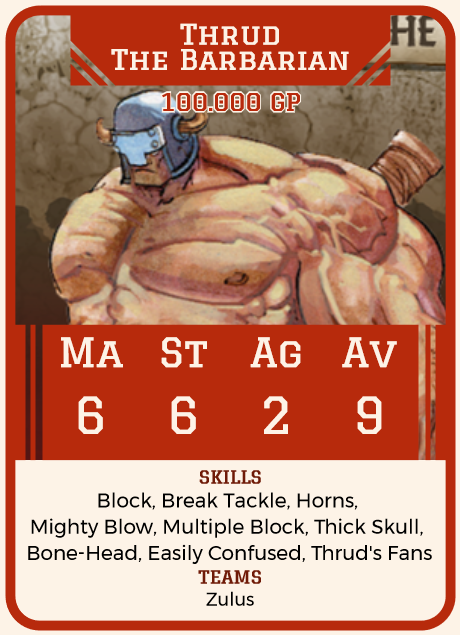 HE
Thrud
The Barbarian
100.000 GP
Ma St Ag Av
6 6 2 9
SKILLS
Block, Break Tackle, Horns,
Mighty Blow, Multiple Block, Thick Skull,
Bone-Head, Easily Confused, Thrud's Fans
TEAMS
Zulus